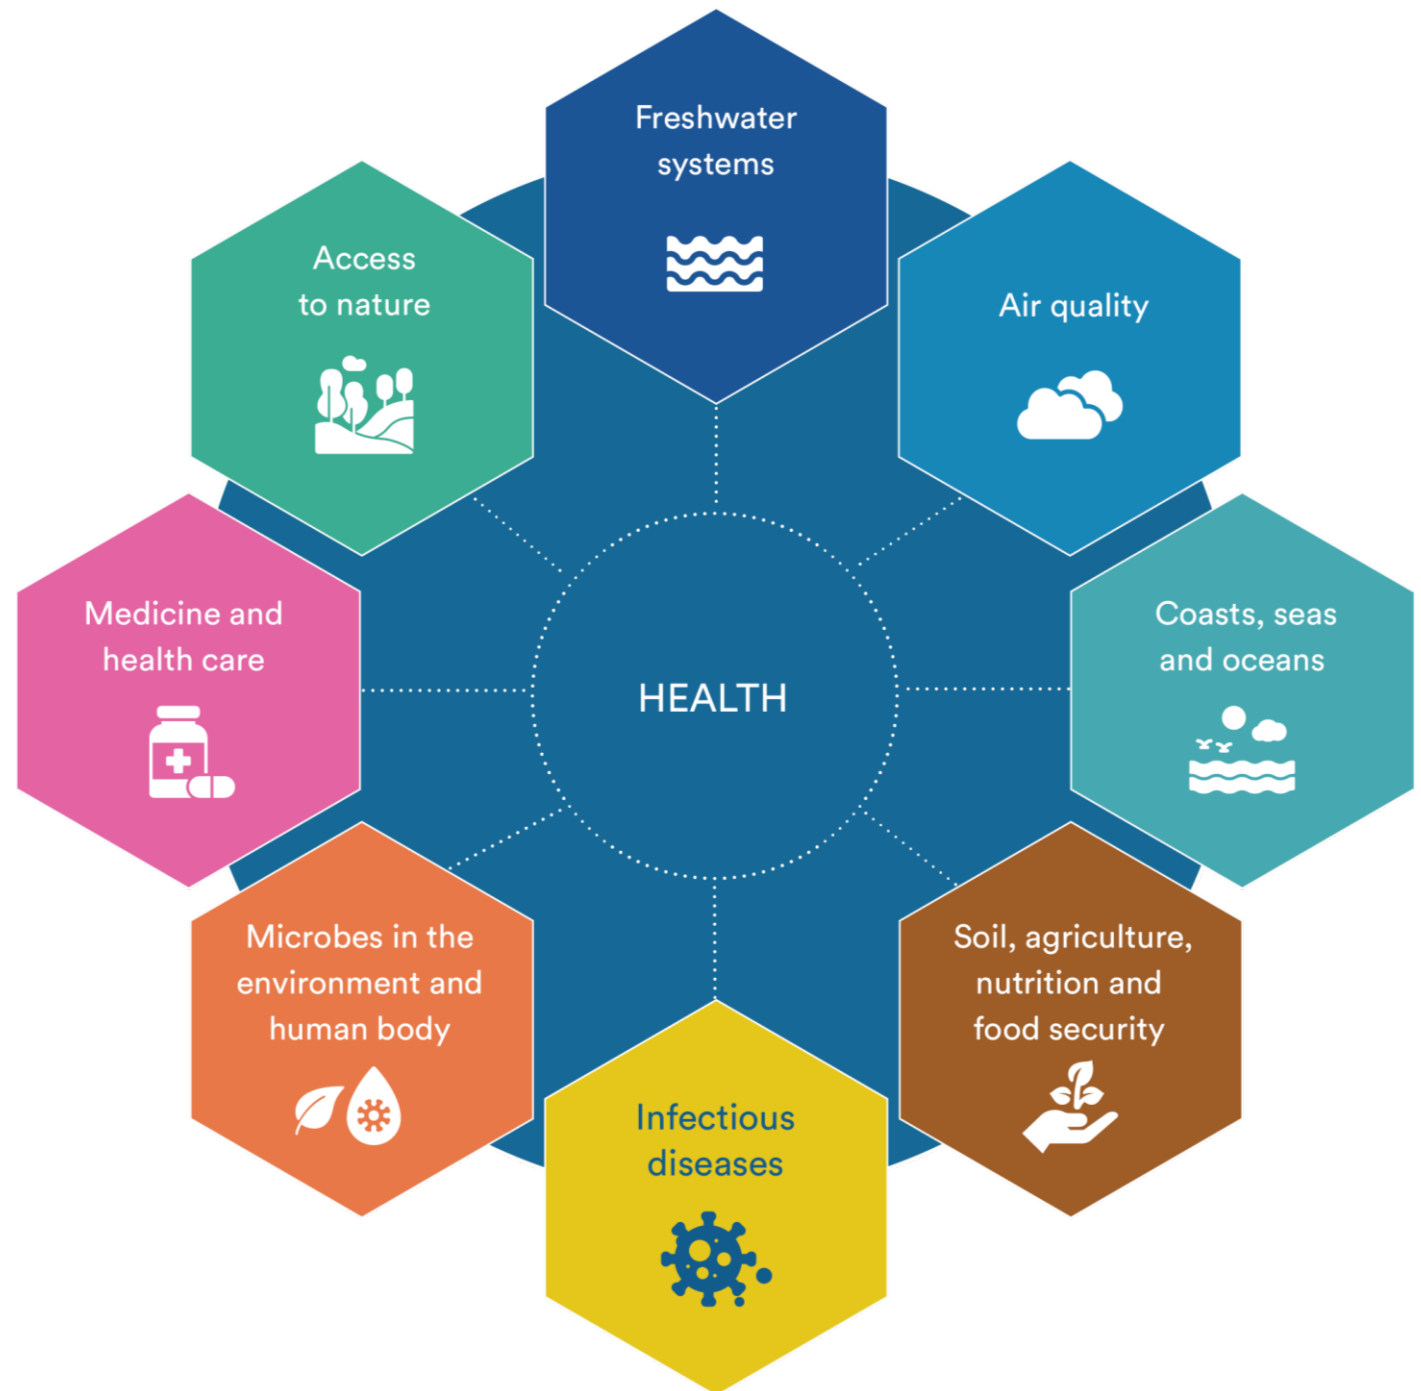 Freshwater
systems
Air quality
Coasts, seas
and oceans
Soil, agriculture,
nutrition and
food security
Infectious
diseases
Microbes in the
environment and
human body
Medicine and
health care
Access
to nature
HEALTH